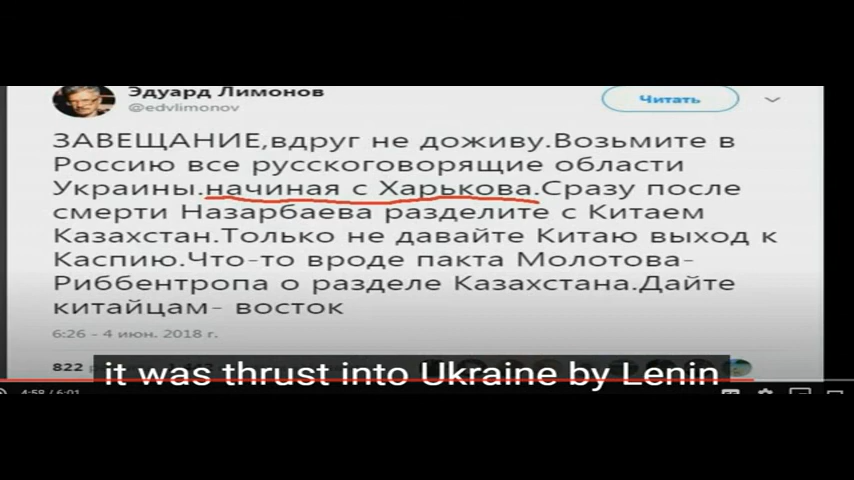 Эдуард Лимонов
@edvlimonov
Читать
ЗАВЕЩАНИЕ,вдруг не доживу.Возьмите в
Россию все русскоговорящие области
Украины.начиная с Харькова.Сразу после
смерти Назарбаева разделите с Китаем
Казахстан.Только не давайте Китаю выход к
Каспию.Что-то вроде пакта Молотова-
Риббентропа о разделе Казахстана.Дайте
китайцам- восток
6:26 - 4 июн. 2018 г.
822
it was thrust into Ukraine by Lenin
4:58 / 6:01